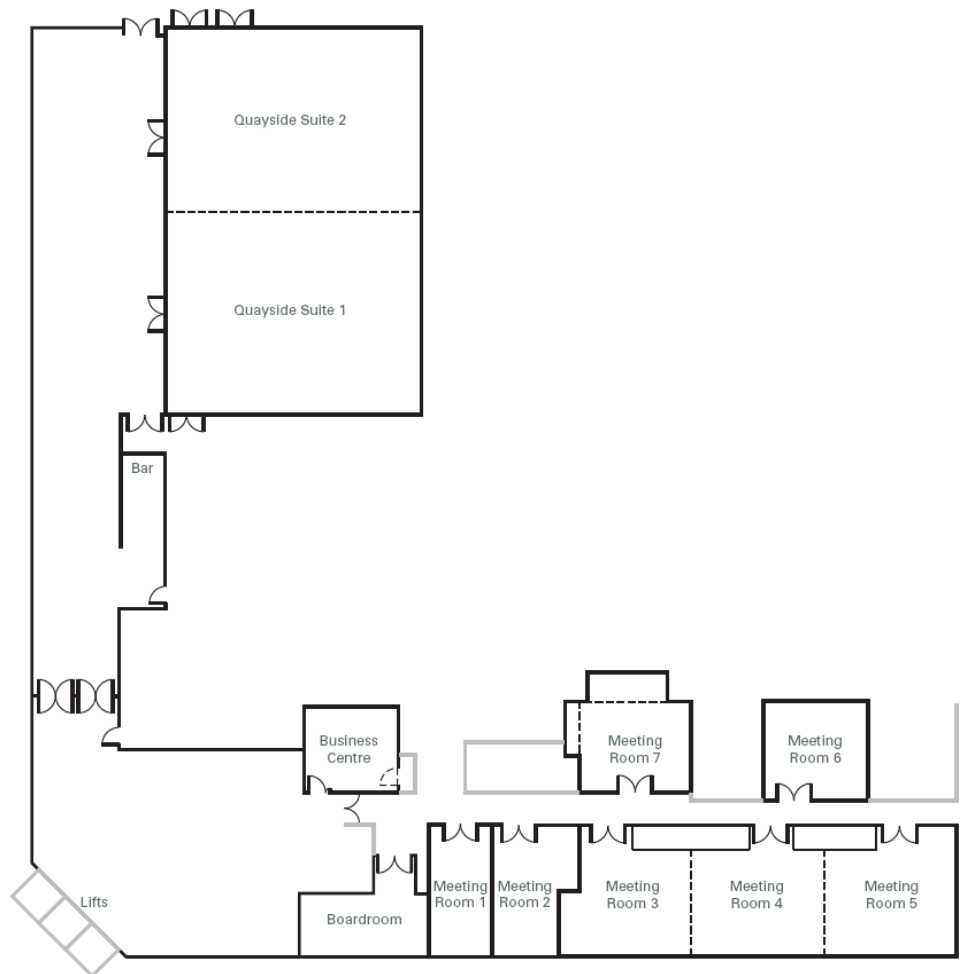 Quayside Suite 2
Quayside Suite 1
Bar
Business
Centre
Meeting
Room 7
Meeting
Room 6
Lifts
Boardroom
Meeting
Room 1
Meeting
Room 2
Meeting
Room 3
Meeting
Room 4
Meeting
Room 5